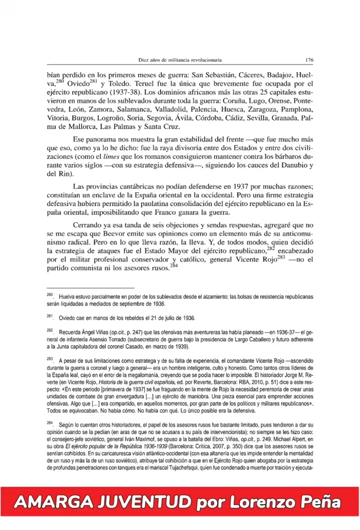 Diez años de militancia revolucionaria 176
bían perdido en los primeros meses de guerra: San Sebastián, Cáceres, Badajoz, Huel-
va,280 Oviedo281 y Toledo. Teruel fue la única que brevemente fue ocupada por el
ejército republicano (1937-38). Los dominios africanos más las otras 25 capitales estu-
vieron en manos de los sublevados durante toda la guerra: Coruña, Lugo, Orense, Ponte-
vedra, León, Zamora, Salamanca, Valladolid, Palencia, Huesca, Zaragoza, Pamplona,
Vitoria, Burgos, Logroño, Soria, Segovia, Ávila, Córdoba, Cádiz, Sevilla, Granada, Pal-
ma de Mallorca, Las Palmas y Santa Cruz.
Ese panorama nos muestra la gran estabilidad del frente —que fue mucho más
que eso, como ya lo he dicho: fue la raya divisoria entre dos Estados y entre dos civili-
zaciones (como el limes que los romanos consiguieron mantener contra los bárbaros du-
rante varios siglos —con su estrategia defensiva—, siguiendo los cauces del Danubio y
del Rin).
Las provincias cantábricas no podían defenderse en 1937 por muchas razones;
constituían un enclave de la España oriental en la occidental. Pero una firme estrategia
defensiva hubiera permitido la paulatina consolidación del ejército republicano en la Es-
paña oriental, imposibilitando que Franco ganara la guerra.
Cerrando ya esa tanda de seis objeciones y sendas respuestas, agregaré que no
se me escapa que Beevor emite sus opiniones como un elemento más de su anticomu-
nismo radical. Pero en lo que lleva razón, la lleva. Y, de todos modos, quien decidió
la estrategia de ataques fue el Estado Mayor del ejército republicano,282 encabezado
por el militar profesional conservador y católico, general Vicente Rojo283 —no el
partido comunista ni los asesores rusos.284
280 Huelva estuvo parcialmente en poder de los sublevados desde el alzamiento; las bolsas de resistencia republicanas
serán liquidadas a mediados de septiembre de 1936.
281 Oviedo cae en manos de los rebeldes el 21 de julio de 1936.
282 Recuerda Ángel Viñas (op.cit., p. 247) que las ofensivas más aventureras las había planeado —en 1936-37— el ge-
neral de infantería Asensio Torrado (subsecretario de guerra bajo la presidencia de Largo Caballero y futuro adherente
a la Junta capituladora del coronel Casado, en marzo de 1939).
283 A pesar de sus limitaciones como estratega y de su falta de experiencia, el comandante Vicente Rojo —ascendido
durante la guerra a coronel y luego a general— era un hombre inteligente, culto y honesto. Como tantos otros líderes de
la España leal, cayó en el error de la megalomanía, creyendo que se podía hacer lo imposible. El historiador Jorge M. Re-
verte (en Vicente Rojo, Historia de la guerra civil española, ed. por Reverte, Barcelona: RBA, 2010, p. 51) dice a este res-
pecto: «En este período [primavera de 1937] se fue fraguando en la mente de Rojo la necesidad perentoria de crear unas
unidades de combate de gran envergadura [...] un ejército de maniobra. Una pieza esencial para emprender acciones
ofensivas. Algo que [...] era compartido, en aquellos momentos, por gran parte de los políticos y militares republicanos».
Todos se equivocaban. No había cómo. No había con qué. Lo único posible era la defensiva.
284 Según lo cuentan otros historiadores, el papel de los asesores rusos fue bastante limitado, pues tendieron a dar su
opinión cuando se la pedían (en aras de que no se acusara a su país de intervencionista); no siempre se les hizo caso:
el consejero-jefe soviético, general Iván Maximof, se opuso a la batalla del Ebro: Viñas, op.cit., p. 249. Michael Alpert, en
su obra El ejército popular de la República 1936-1939 (Barcelona: Crítica, 2007, p. 350) dice que los asesores rusos se
sentían cohibidos. En su caricaturesca visión atlántico-occidental (con esa altanería que les impide entender la mentalidad
de un ruso y más la de un ruso soviético), atribuye tal cohibición a que en el Ejército Rojo quien abogaba por la estrategia
de profundas penetraciones con tanques era el mariscal Tujachefsqui, quien fue condenado a muerte por traición y ejecuta-
AMARGA JUVENTUD por Lorenzo Peña